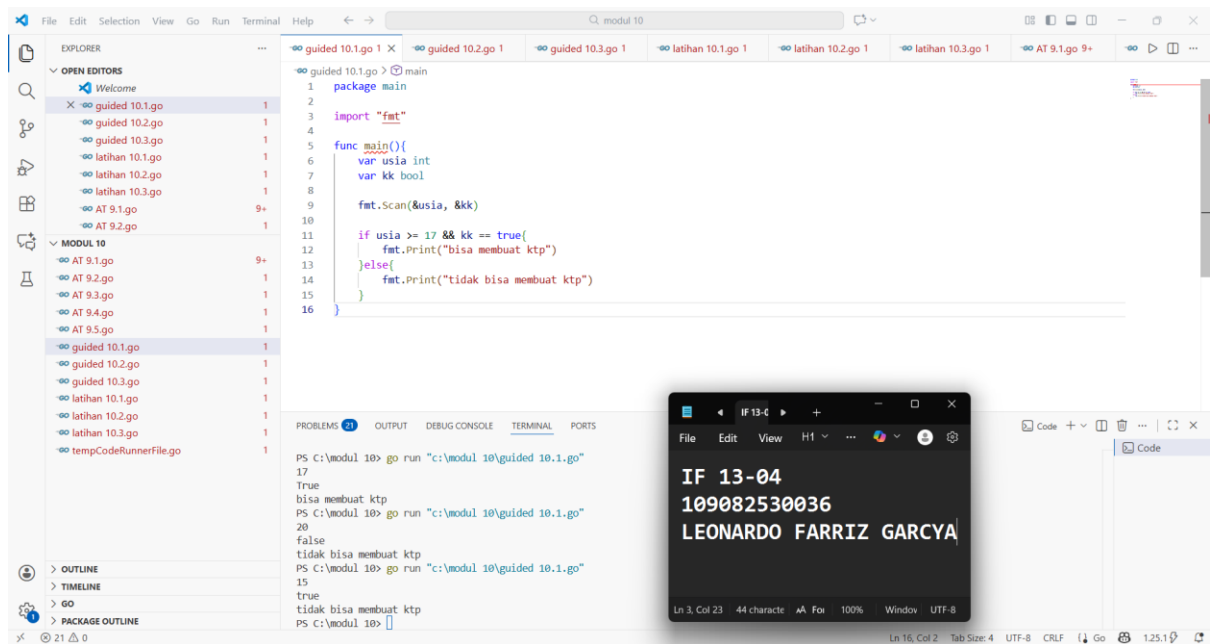 File Edit Selection View Go Run Terminal Help modul 10
EXPLORER
OPEN EDITORS
Welcome
guided 10.1.go 1
guided 10.2.go 1
guided 10.3.go 1
latihan 10.1.go 1
latihan 10.2.go 1
latihan 10.3.go 1
AT 9.1.go 9+
AT 9.2.go 1
MODUL 10
AT 9.1.go 9+
AT 9.2.go 1
AT 9.3.go 1
AT 9.4.go 1
AT 9.5.go 1
guided 10.1.go 1
guided 10.2.go 1
guided 10.3.go 1
latihan 10.1.go 1
latihan 10.2.go 1
latihan 10.3.go 1
tempCodeRunnerFile.go 1
OUTLINE
TIMELINE
GO
PACKAGE OUTLINE
guided 10.1.go 1 guided 10.2.go 1 guided 10.3.go 1 latihan 10.1.go 1 latihan 10.2.go 1 latihan 10.3.go 1 AT 9.1.go 9+
guided 10.1.go > main
1 package main
2
3 import "fmt"
4
5 func main(){
6 var usia int
7 var kk bool
8
9 fmt.Scan(&usia, &kk)
10
11 if usia >= 17 && kk == true{
12 fmt.Print("bisa membuat ktp")
13 }else{
14 fmt.Print("tidak bisa membuat ktp")
15 }
16 }
PROBLEMS 21 OUTPUT DEBUG CONSOLE TERMINAL PORTS
Code
Code
PS C:\modul 10> go run "c:\modul 10\guided 10.1.go"
17
True
bisa membuat ktp
PS C:\modul 10> go run "c:\modul 10\guided 10.1.go"
20
false
tidak bisa membuat ktp
PS C:\modul 10> go run "c:\modul 10\guided 10.1.go"
15
true
tidak bisa membuat ktp
PS C:\modul 10>
IF 13-0
File Edit View H1
IF 13-04
109082530036
LEONARDO FARRIZ GARCYA
Ln 3, Col 23 44 characte 100% Window UTF-8
21 0
Ln 16, Col 2 Tab Size: 4 UTF-8 CRLF Go 1.25.1